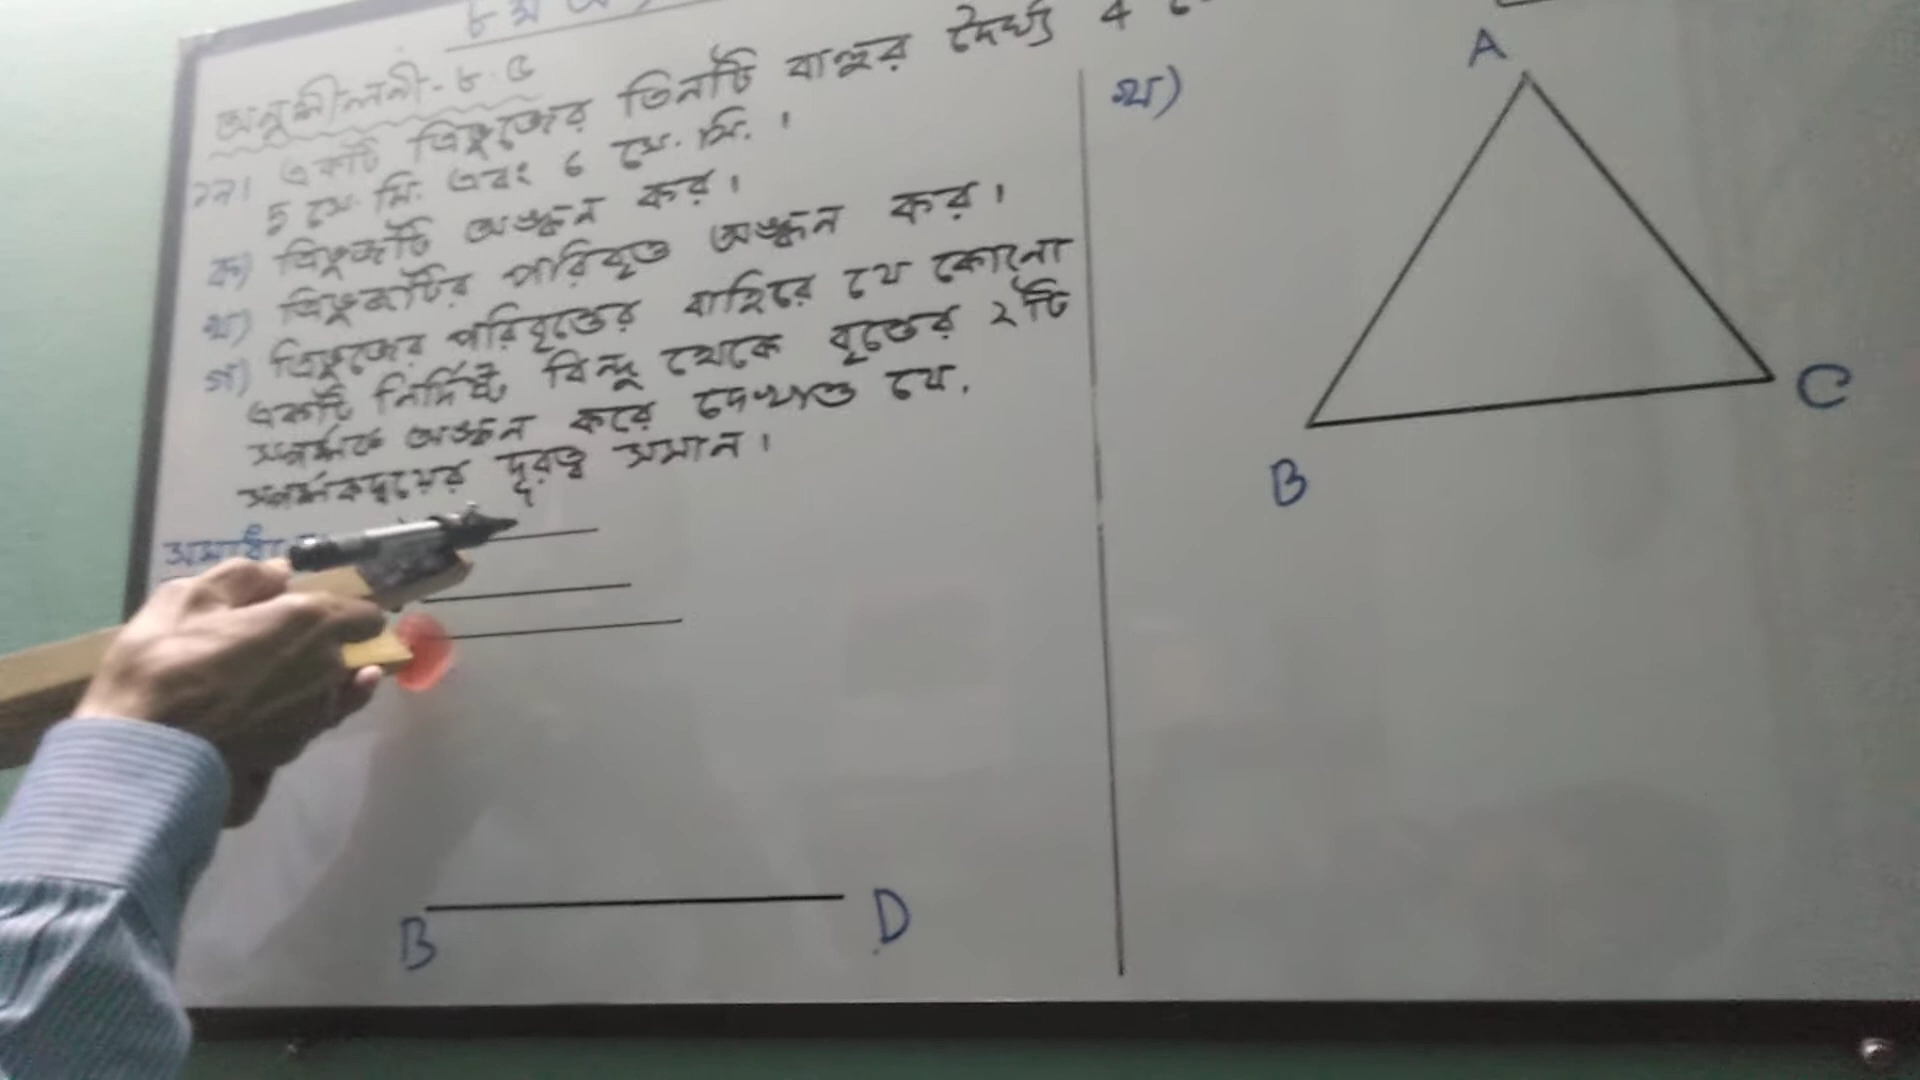 ৮ম
অনুশীলনী-৮.৫
১৯। একটি ত্রিভুজের তিনটি বাহুর দৈর্ঘ্য 4
5 সে.মি. এবং 6 সে.মি.।
ক) ত্রিভুজটি অঙ্কন কর।
খ) ত্রিভুজটির পরিবৃত্ত অঙ্কন কর।
গ) ত্রিভুজের পরিবৃত্তের বাহিরে যে কোনো
একটি নির্দিষ্ট বিন্দু থেকে বৃত্তের ২টি
স্পর্শক অঙ্কন করে দেখাও যে,
স্পর্শকদ্বয়ের দূরত্ব সমান।
B
D
খ)
A
B
C